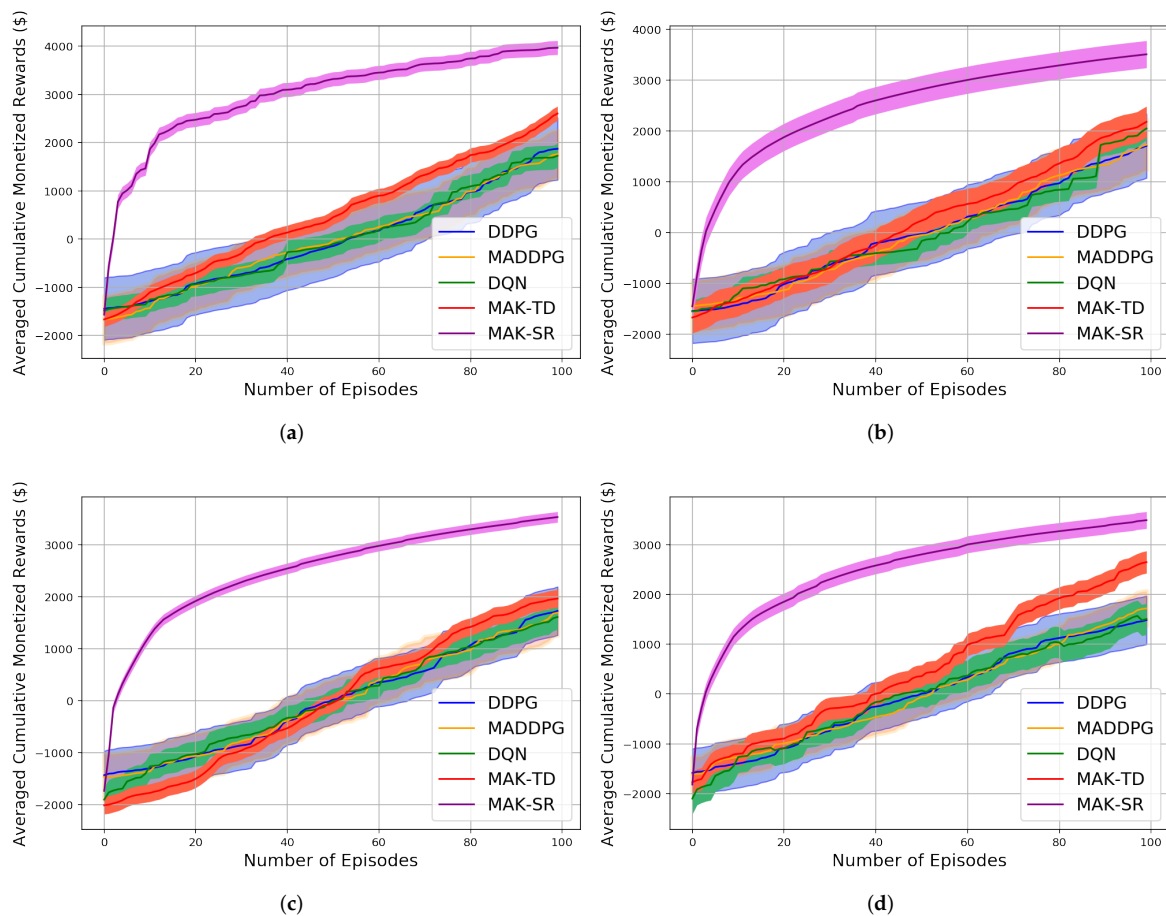 Averaged Cumulative Monetized Rewards ($)
4000
3000
2000
1000
0
−1000
−2000
0 20 40 60 80 100
Number of Episodes
DDPG
MADDPG
DQN
MAK-TD
MAK-SR
(a)
Averaged Cumulative Monetized Rewards ($)
4000
3000
2000
1000
0
−1000
−2000
0 20 40 60 80 100
Number of Episodes
DDPG
MADDPG
DQN
MAK-TD
MAK-SR
(b)
Averaged Cumulative Monetized Rewards ($)
3000
2000
1000
0
−1000
−2000
0 20 40 60 80 100
Number of Episodes
DDPG
MADDPG
DQN
MAK-TD
MAK-SR
(c)
Averaged Cumulative Monetized Rewards ($)
3000
2000
1000
0
−1000
−2000
0 20 40 60 80 100
Number of Episodes
DDPG
MADDPG
DQN
MAK-TD
MAK-SR
(d)